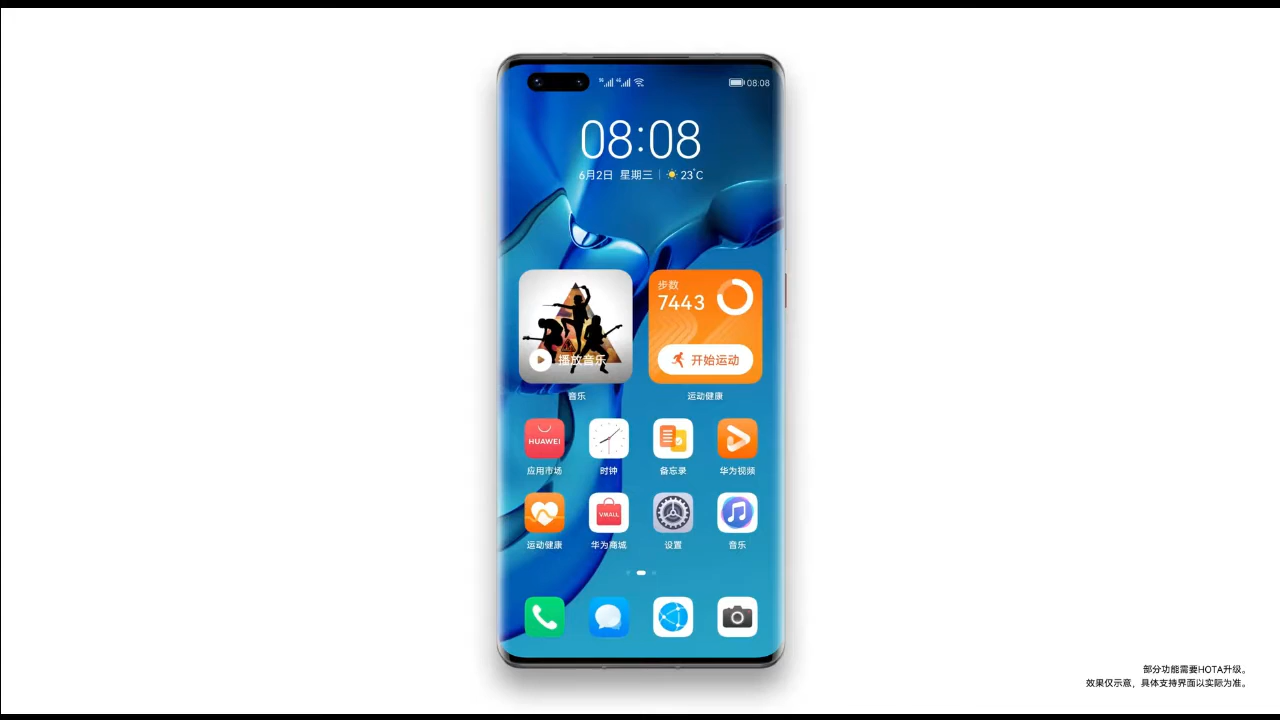 5G 4G 08:08
08:08
6月2日 星期三 | 23°C
步数
7443
播放音乐 开始运动
音乐 运动健康
HUAWEI
应用市场 时钟 备忘录 华为视频
VMALL
运动健康 华为商城 设置 音乐
部分功能需要HOTA升级。
效果仅示意，具体支持界面以实际为准。